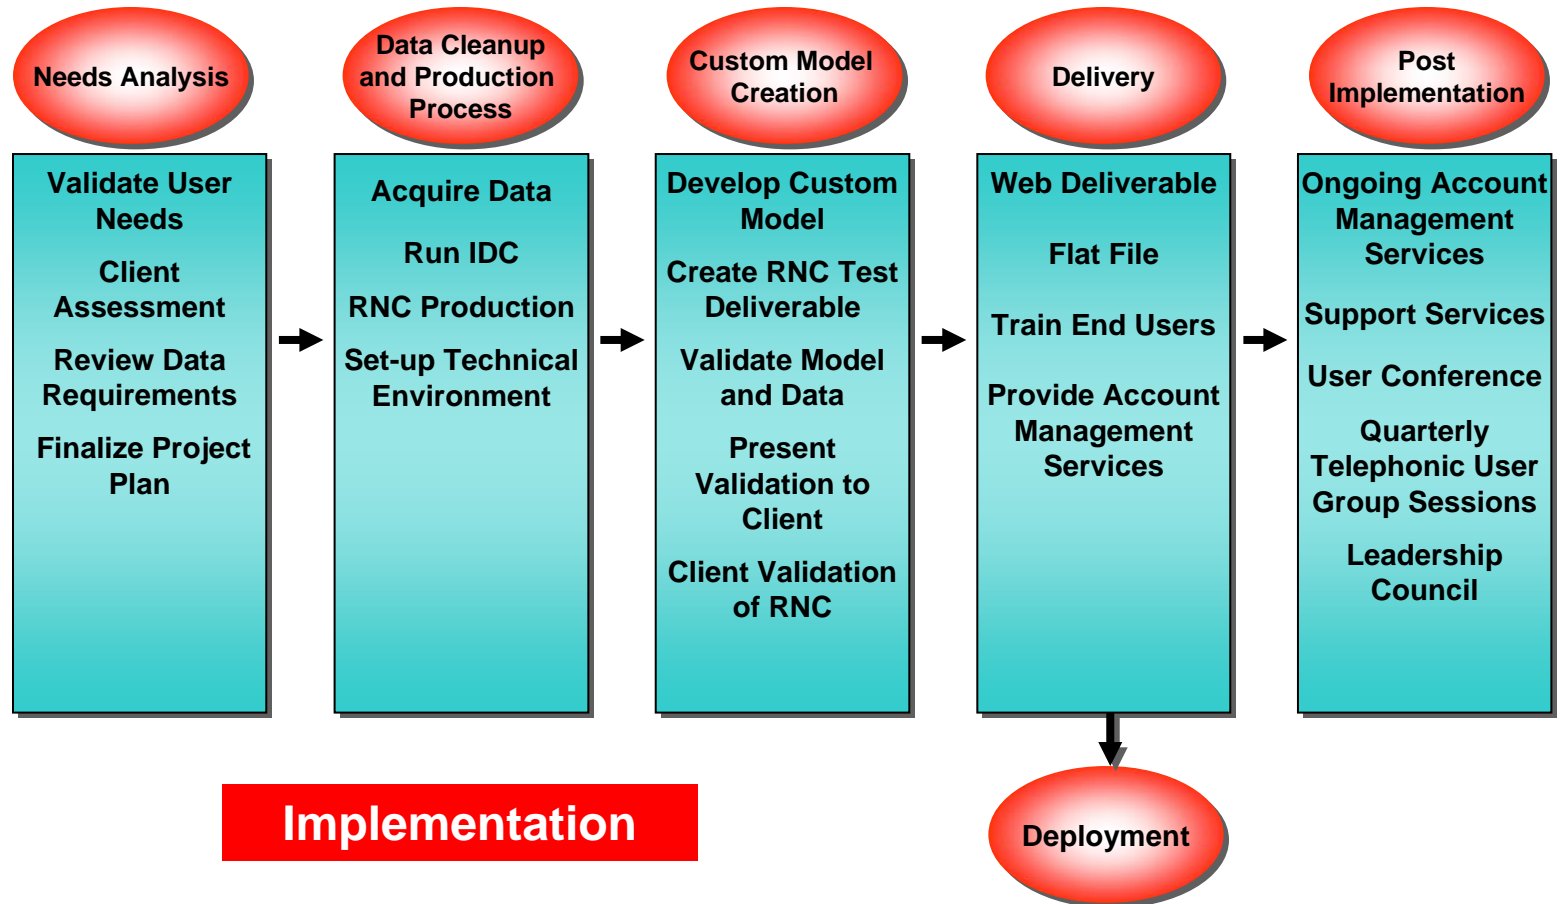 Needs Analysis
Data Cleanup
and Production
Process
Custom Model
Creation
Delivery
Post
Implementation
Validate User
Needs
Client
Assessment
Review Data
Requirements
Finalize Project
Plan
Acquire Data
Run IDC
RNC Production
Set-up Technical
Environment
Develop Custom
Model
Create RNC Test
Deliverable
Validate Model
and Data
Present
Validation to
Client
Client Validation
of RNC
Web Deliverable
Flat File
Train End Users
Provide Account
Management
Services
Ongoing Account
Management
Services
Support Services
User Conference
Quarterly
Telephonic User
Group Sessions
Leadership
Council
Implementation
Deployment